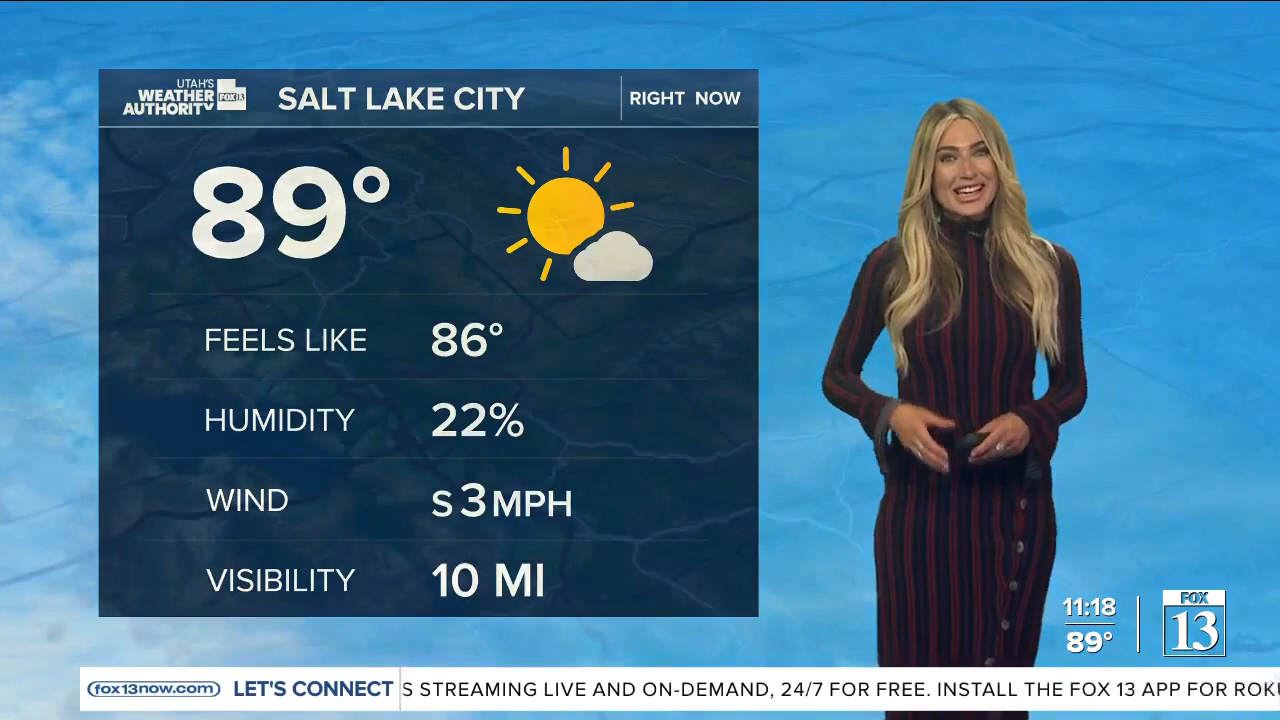 UTAH'S
WEATHER
AUTHORITY
FOX 13
SALT LAKE CITY
RIGHT NOW
89°
FEELS LIKE 86°
HUMIDITY 22%
WIND S 3 MPH
VISIBILITY 10 MI
11:18
89°
FOX
13
fox13now.com LET'S CONNECT S STREAMING LIVE AND ON-DEMAND, 24/7 FOR FREE. INSTALL THE FOX 13 APP FOR ROKU